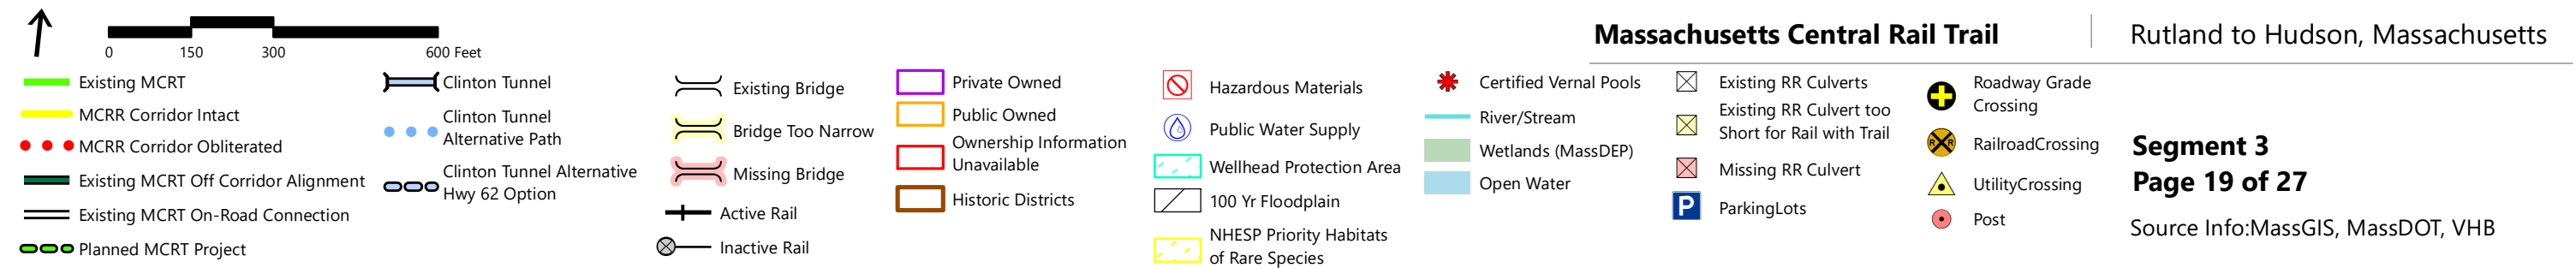 0 150 300 600 Feet
Existing MCRT
MCRR Corridor Intact
MCRR Corridor Obliterated
Existing MCRT Off Corridor Alignment
Existing MCRT On-Road Connection
Planned MCRT Project
Clinton Tunnel
Clinton Tunnel
Alternative Path
Clinton Tunnel Alternative
Hwy 62 Option
Existing Bridge
Bridge Too Narrow
Missing Bridge
Active Rail
Inactive Rail
Private Owned
Public Owned
Ownership Information
Unavailable
Historic Districts
Hazardous Materials
Public Water Supply
Wellhead Protection Area
100 Yr Floodplain
NHESP Priority Habitats
of Rare Species
Certified Vernal Pools
River/Stream
Wetlands (MassDEP)
Open Water
Existing RR Culverts
Existing RR Culvert too
Short for Rail with Trail
Missing RR Culvert
P ParkingLots
Roadway Grade
Crossing
R R RailroadCrossing
UtilityCrossing
Post
Massachusetts Central Rail Trail
Rutland to Hudson, Massachusetts
Segment 3
Page 19 of 27
Source Info:MassGIS, MassDOT, VHB